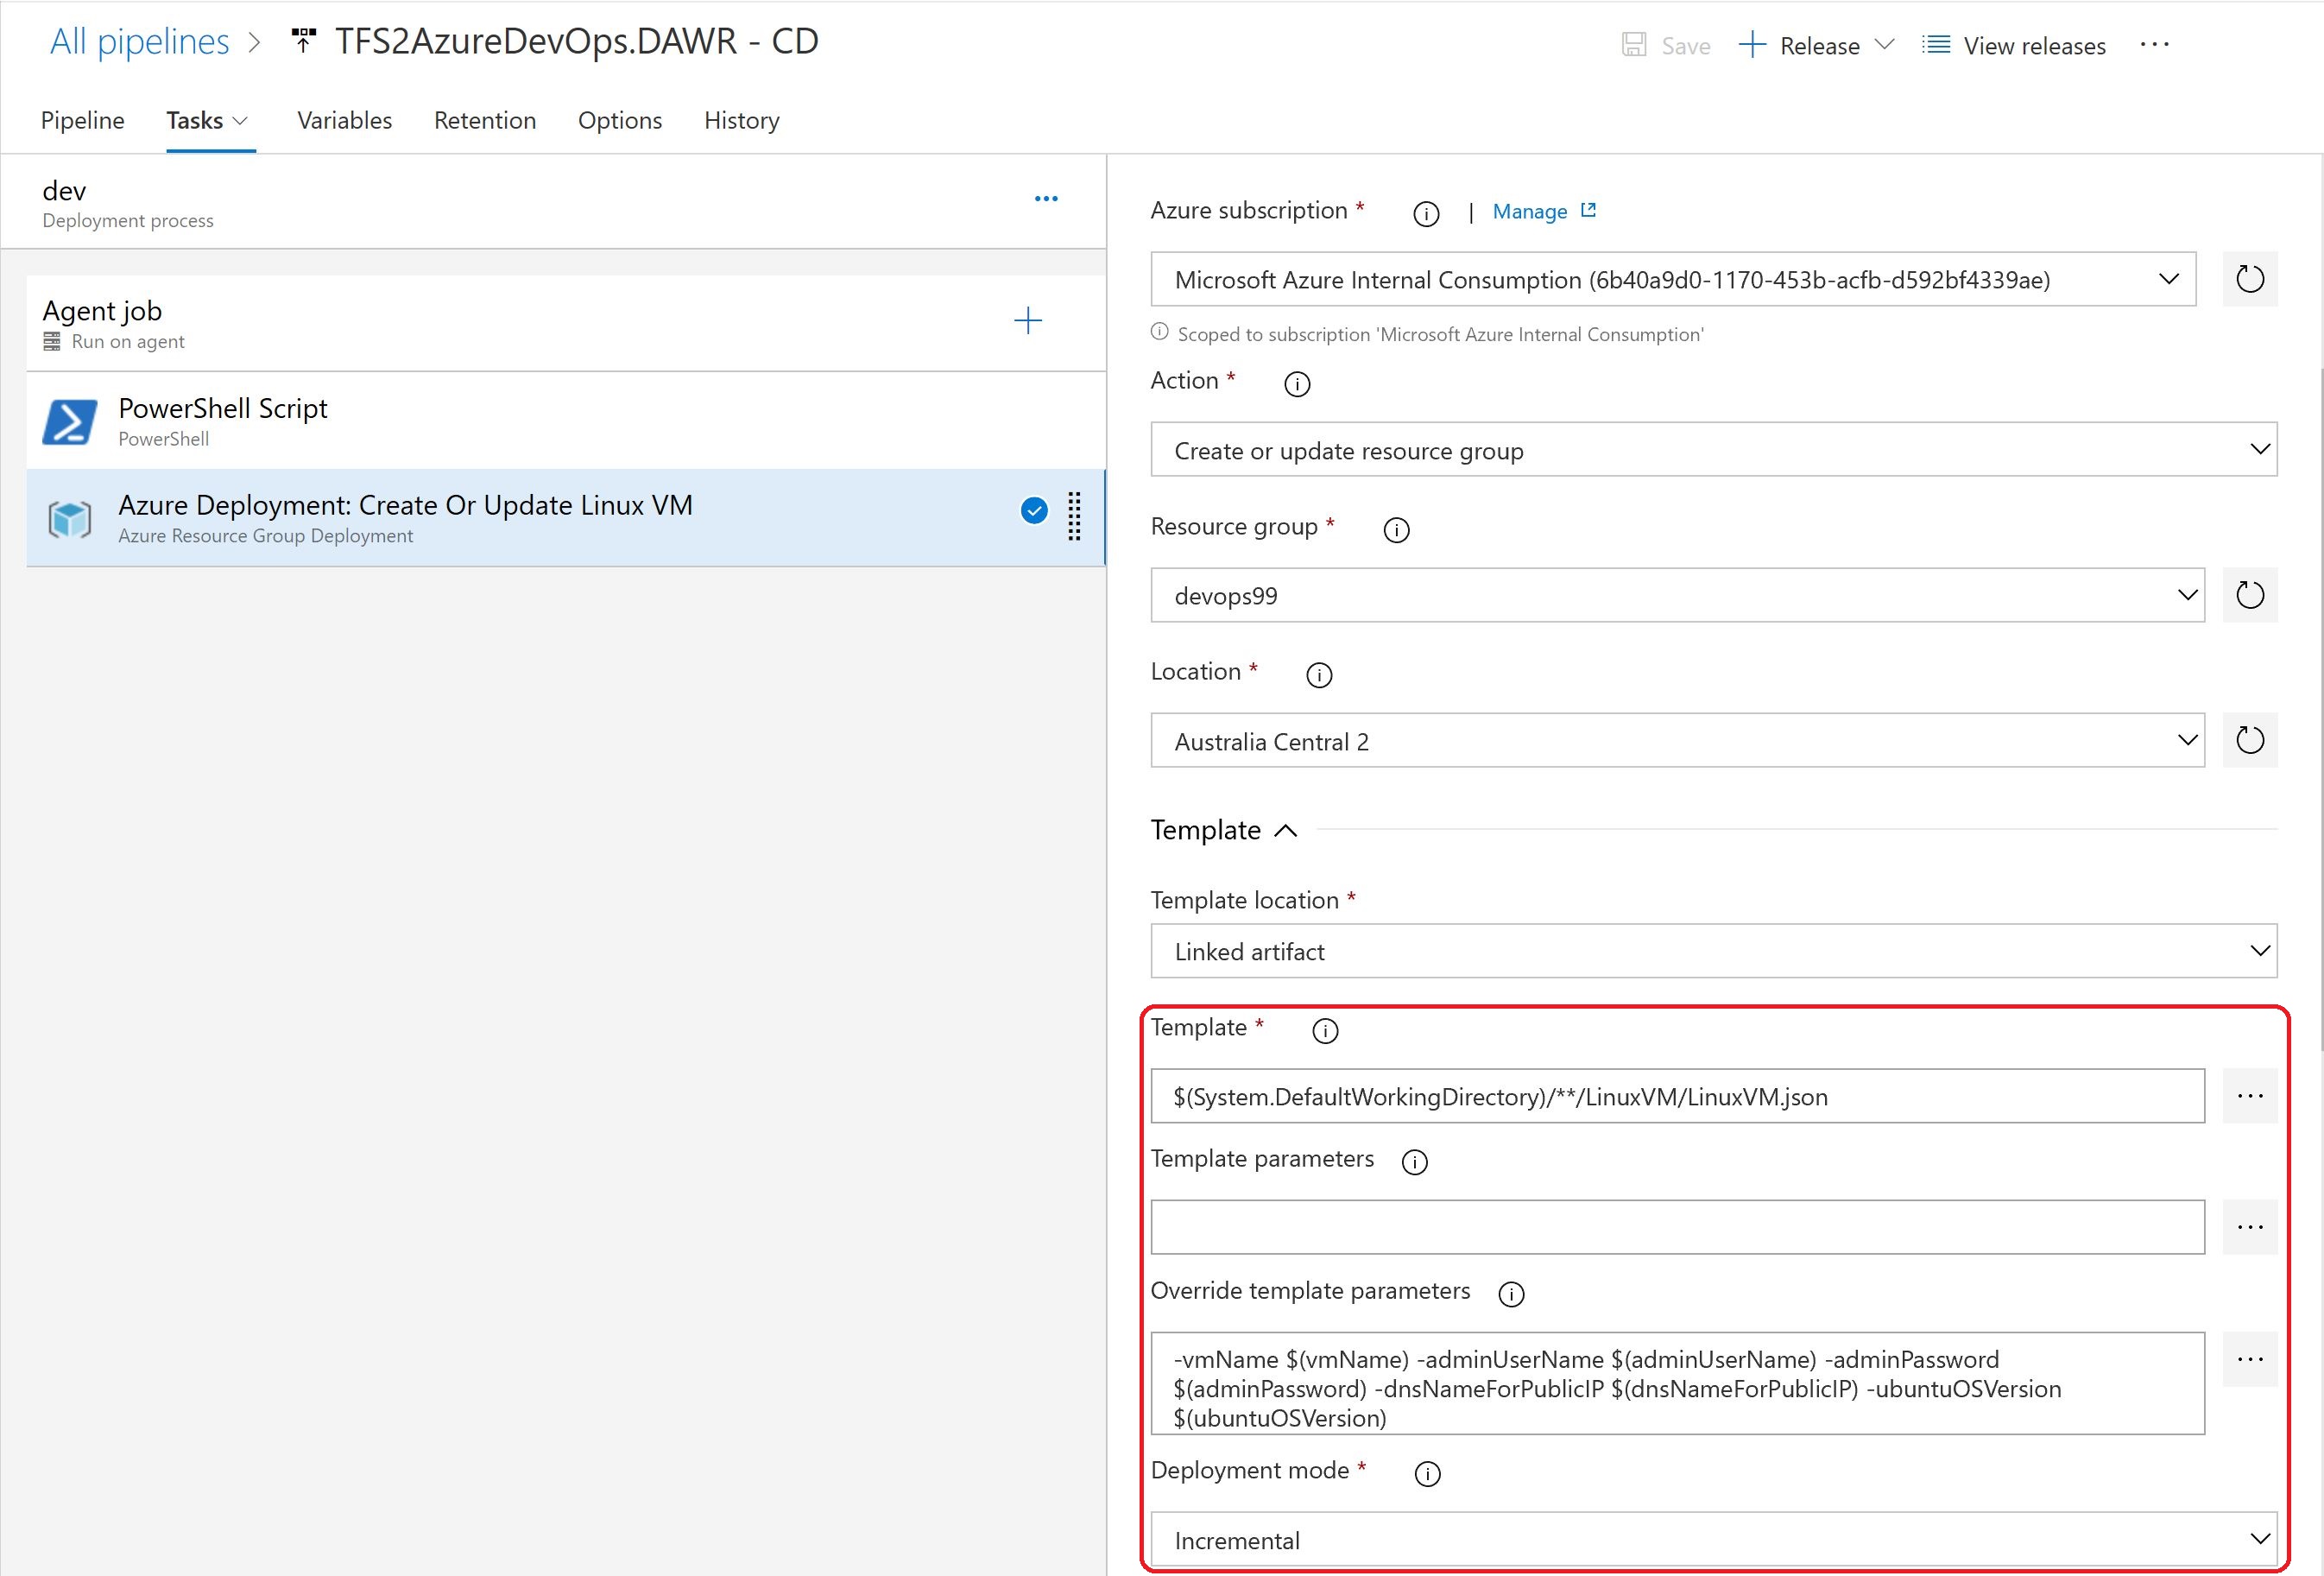 All pipelines > TFS2AzureDevOps.DAWR - CD
Save
Release
View releases
Pipeline
Tasks
Variables
Retention
Options
History
dev
Deployment process
Agent job
Run on agent
PowerShell Script
PowerShell
Azure Deployment: Create Or Update Linux VM
Azure Resource Group Deployment
Azure subscription * | Manage
Microsoft Azure Internal Consumption (6b40a9d0-1170-453b-acfb-d592bf4339ae)
Scoped to subscription 'Microsoft Azure Internal Consumption'
Action *
Create or update resource group
Resource group *
devops99
Location *
Australia Central 2
Template
Template location *
Linked artifact
Template *
$(System.DefaultWorkingDirectory)/**/LinuxVM/LinuxVM.json
Template parameters
Override template parameters
-vmName $(vmName) -adminUserName $(adminUserName) -adminPassword
$(adminPassword) -dnsNameForPublicIP $(dnsNameForPublicIP) -ubuntuOSVersion
$(ubuntuOSVersion)
Deployment mode *
Incremental